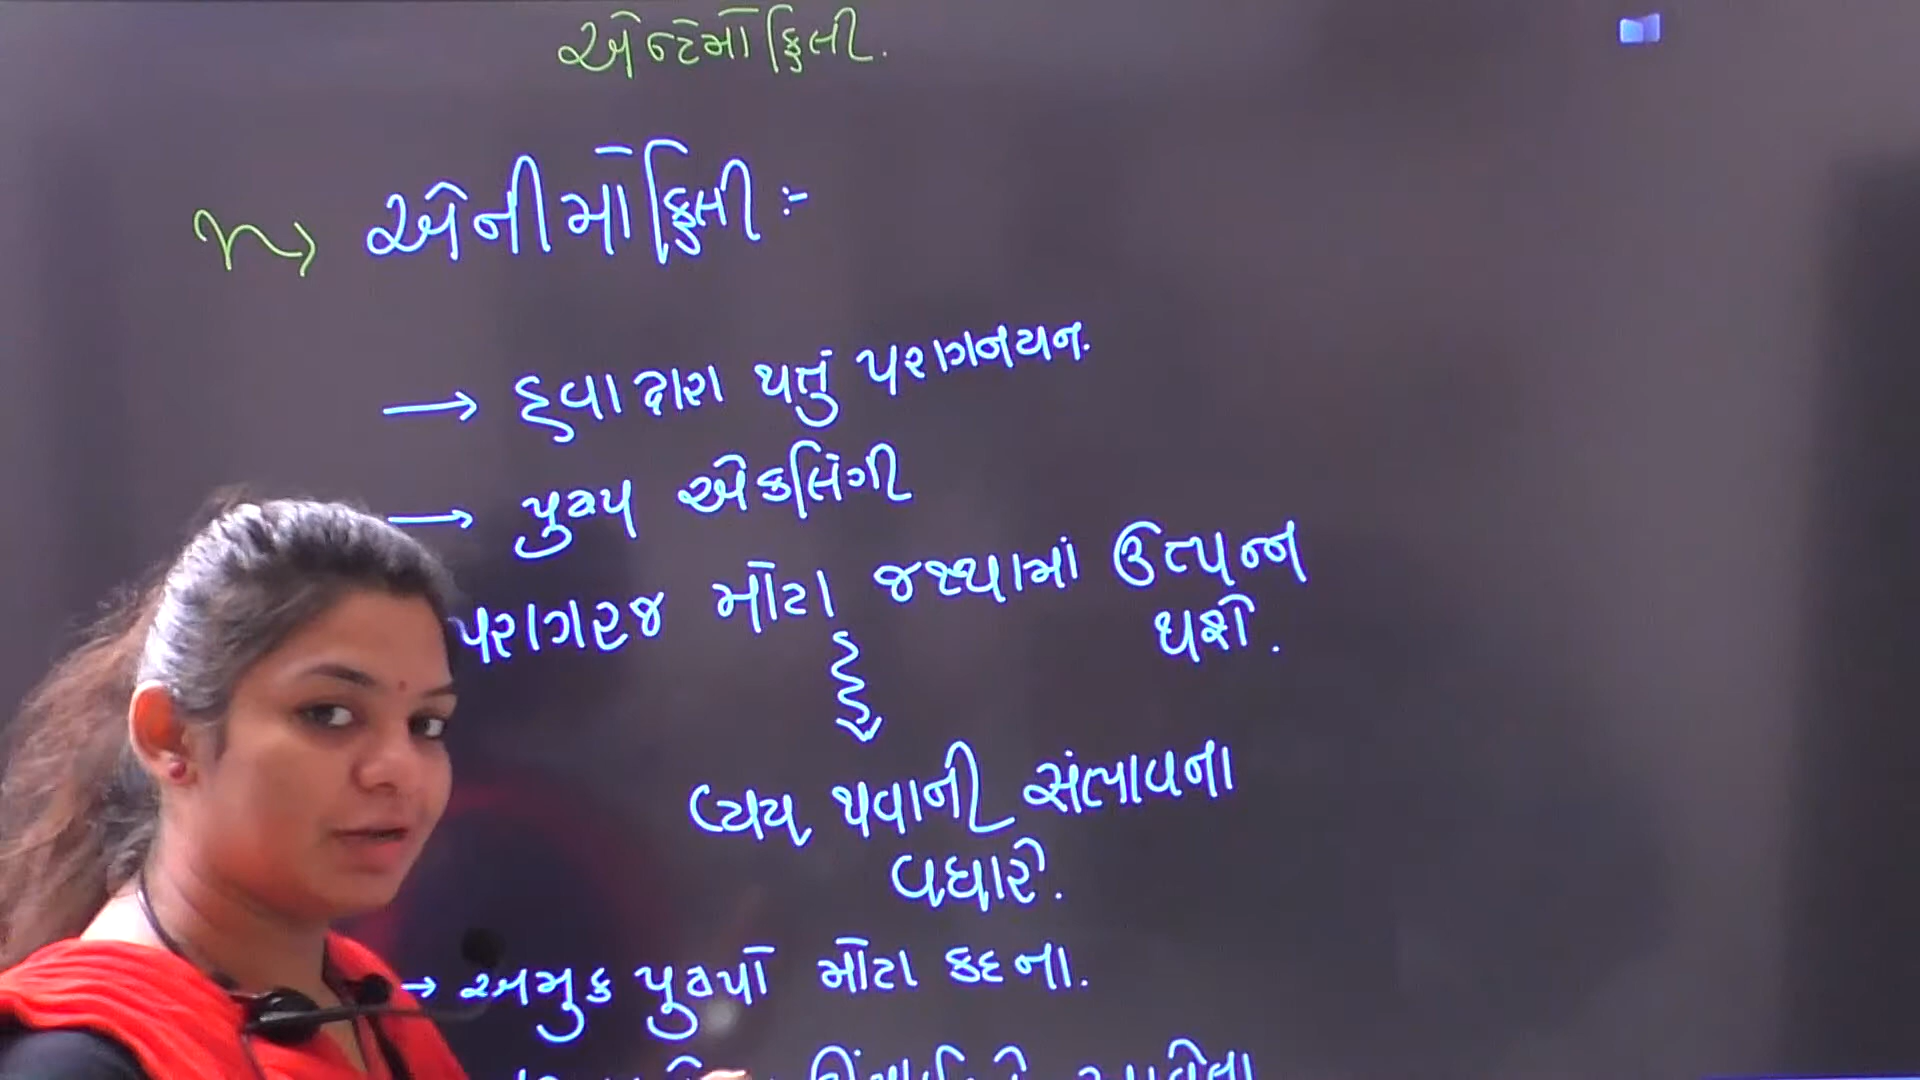 એન્ટેમોફિલી.
એનીમોફિલી :-
→ હવા દ્વારા થતું પરાગનયન.
→ પુષ્પ એકલિંગી
પરાગરજ મોટા જથ્થામાં ઉત્પન્ન
થશે.
વ્યય થવાની સંભાવના
વધારે.
→ અમુક પુષ્પો મોટા કદના.